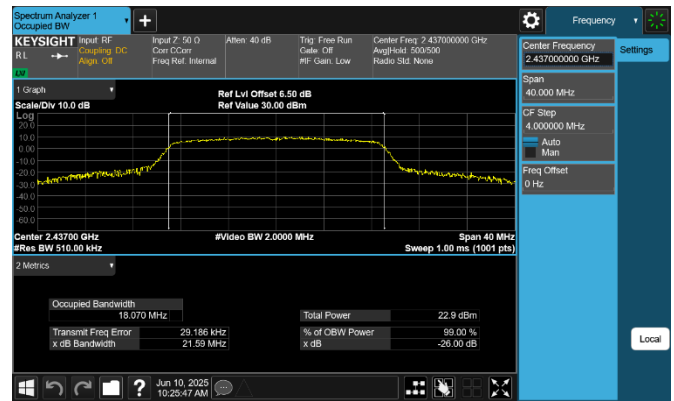 Spectrum Analyzer 1
Occupied BW
+
Frequency
KEYSIGHT
R L
LW
Input: RF
Coupling: DC
Align: Off
Input Z: 50 Ω
Corr CCorr
Freq Ref: Internal
Atten: 40 dB
Trig: Free Run
Gate: Off
#IF Gain: Low
Center Freq: 2.437000000 GHz
Avg|Hold: 500/500
Radio Std: None
Center Frequency
2.437000000 GHz
Settings
Span
40.000 MHz
CF Step
4.000000 MHz
Auto
Man
Freq Offset
0 Hz
Local
1 Graph
Scale/Div 10.0 dB
Ref Lvl Offset 6.50 dB
Ref Value 30.00 dBm
Log
20.0
10.0
0.00
-10.0
-20.0
-30.0
-40.0
-50.0
-60.0
Center 2.43700 GHz
#Res BW 510.00 kHz
#Video BW 2.0000 MHz
Span 40 MHz
Sweep 1.00 ms (1001 pts)
2 Metrics
Occupied Bandwidth
18.070 MHz
Total Power 22.9 dBm
Transmit Freq Error 29.186 kHz
% of OBW Power 99.00 %
x dB Bandwidth 21.59 MHz
x dB -26.00 dB
?
Jun 10, 2025
10:25:47 AM